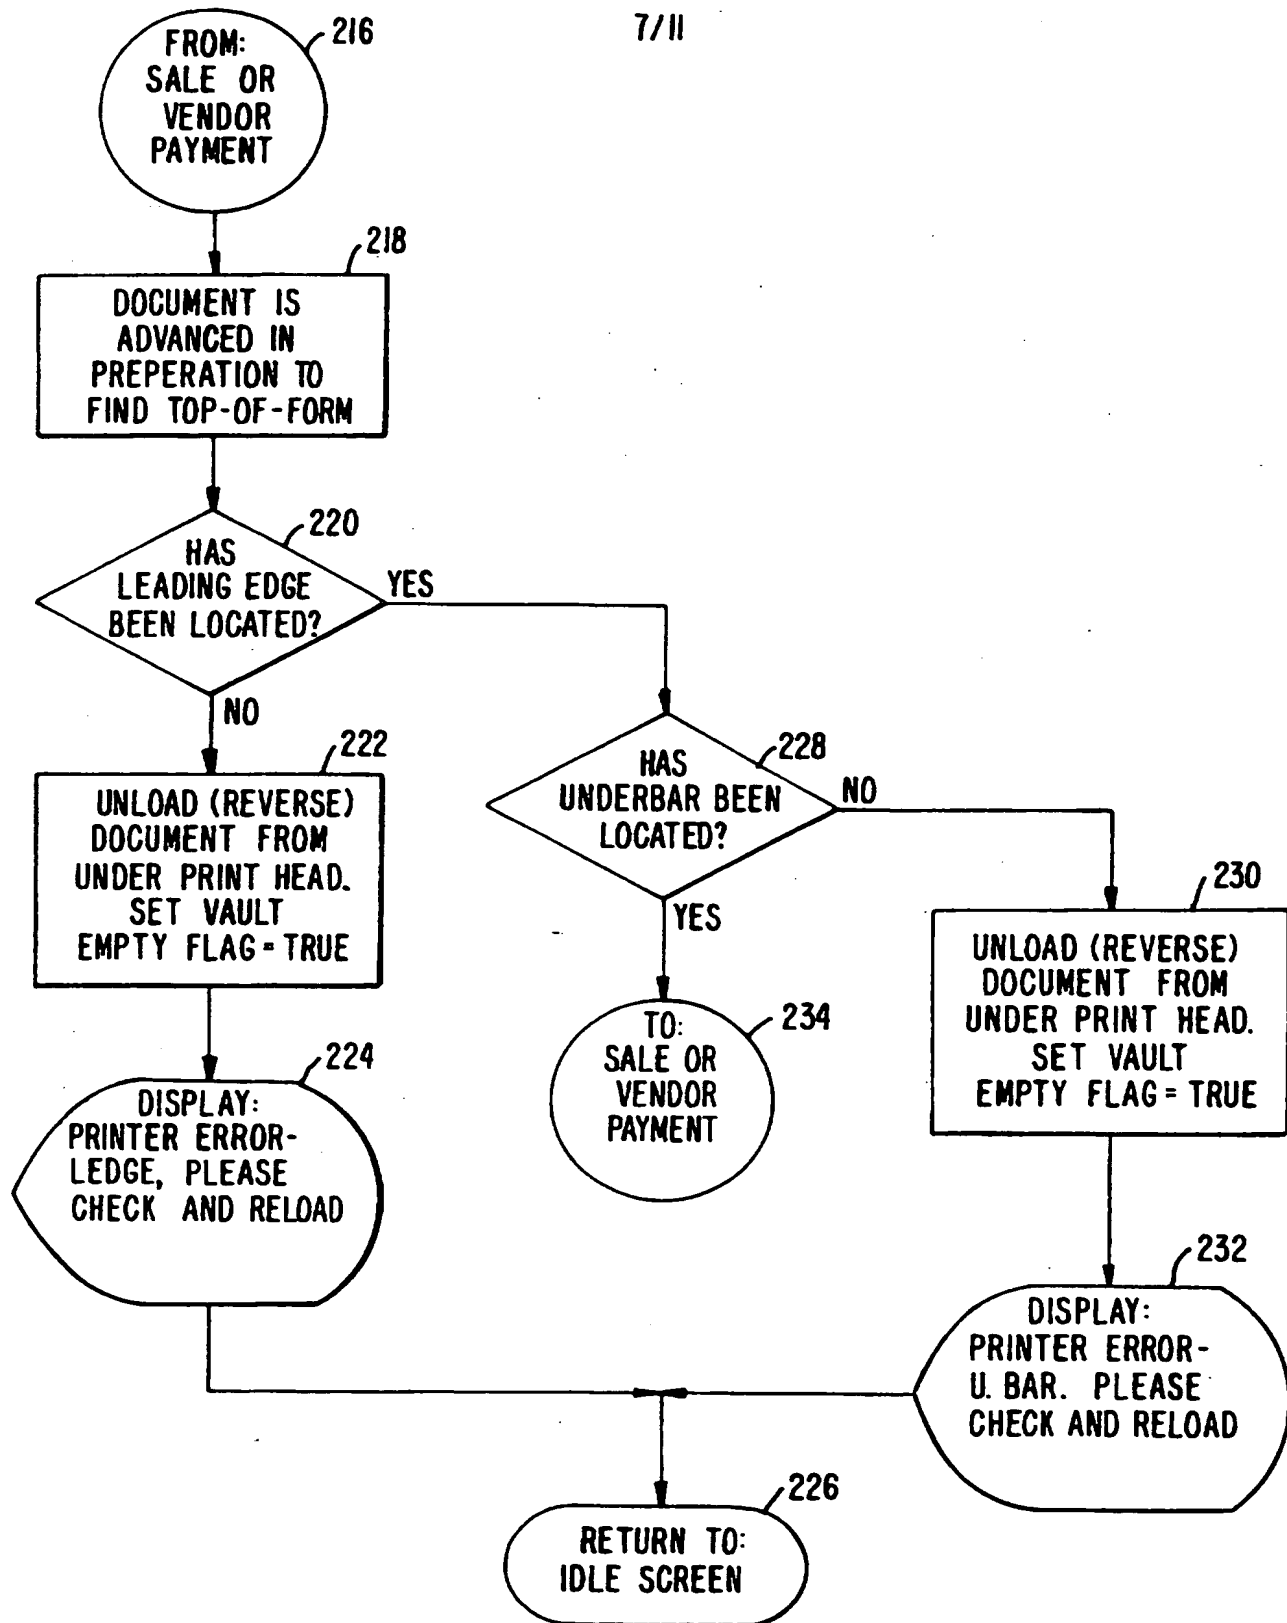 7/11
216
FROM:
SALE OR
VENDOR
PAYMENT
218
DOCUMENT IS
ADVANCED IN
PREPERATION TO
FIND TOP-OF-FORM
220
HAS
LEADING EDGE
BEEN LOCATED?
YES
NO
222
UNLOAD (REVERSE)
DOCUMENT FROM
UNDER PRINT HEAD.
SET VAULT
EMPTY FLAG = TRUE
228
HAS
UNDERBAR BEEN
LOCATED?
NO
YES
230
UNLOAD (REVERSE)
DOCUMENT FROM
UNDER PRINT HEAD.
SET VAULT
EMPTY FLAG = TRUE
234
TO:
SALE OR
VENDOR
PAYMENT
224
DISPLAY:
PRINTER ERROR-
LEDGE, PLEASE
CHECK AND RELOAD
232
DISPLAY:
PRINTER ERROR-
U. BAR. PLEASE
CHECK AND RELOAD
226
RETURN TO:
IDLE SCREEN